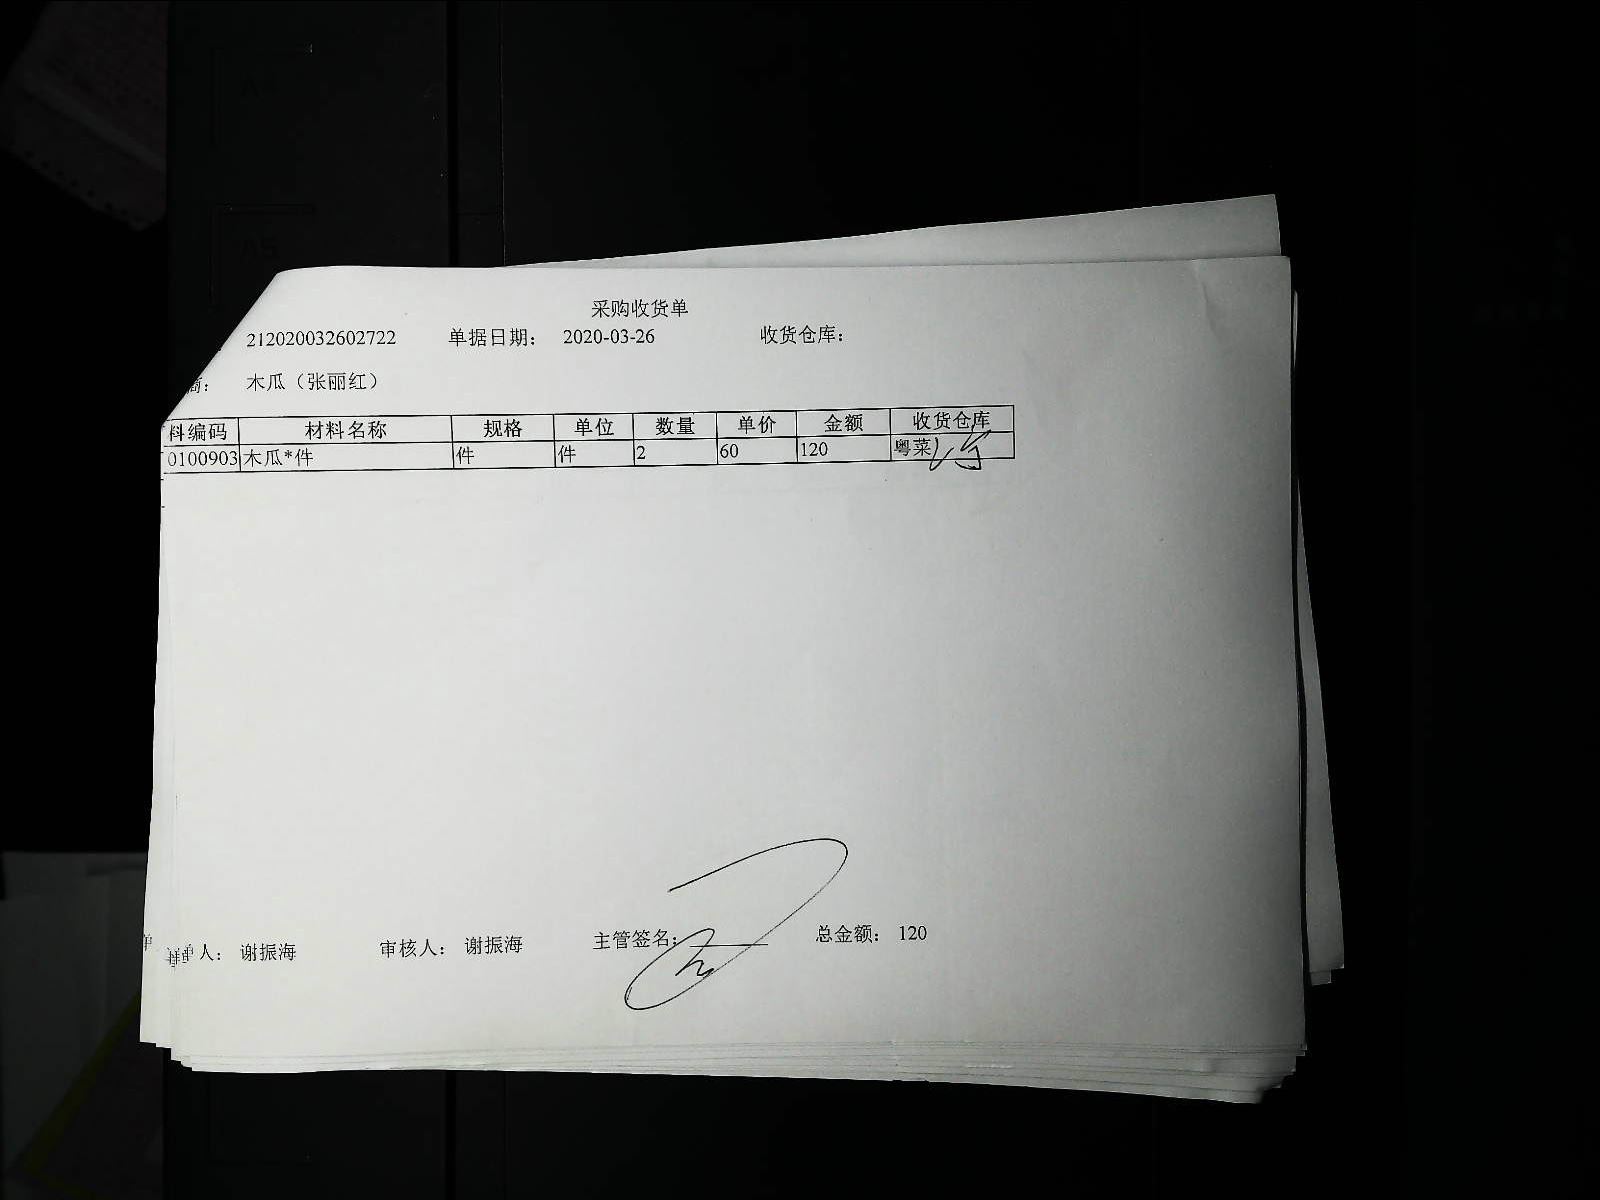 采购收货单
212020032602722 单据日期： 2020-03-26 收货仓库：
商： 木瓜（张丽红）
料编码 材料名称 规格 单位 数量 单价 金额 收货仓库
0100903 木瓜*件 件 件 2 60 120 粤菜
单人： 谢振海 审核人： 谢振海 主管签名： 总金额： 120